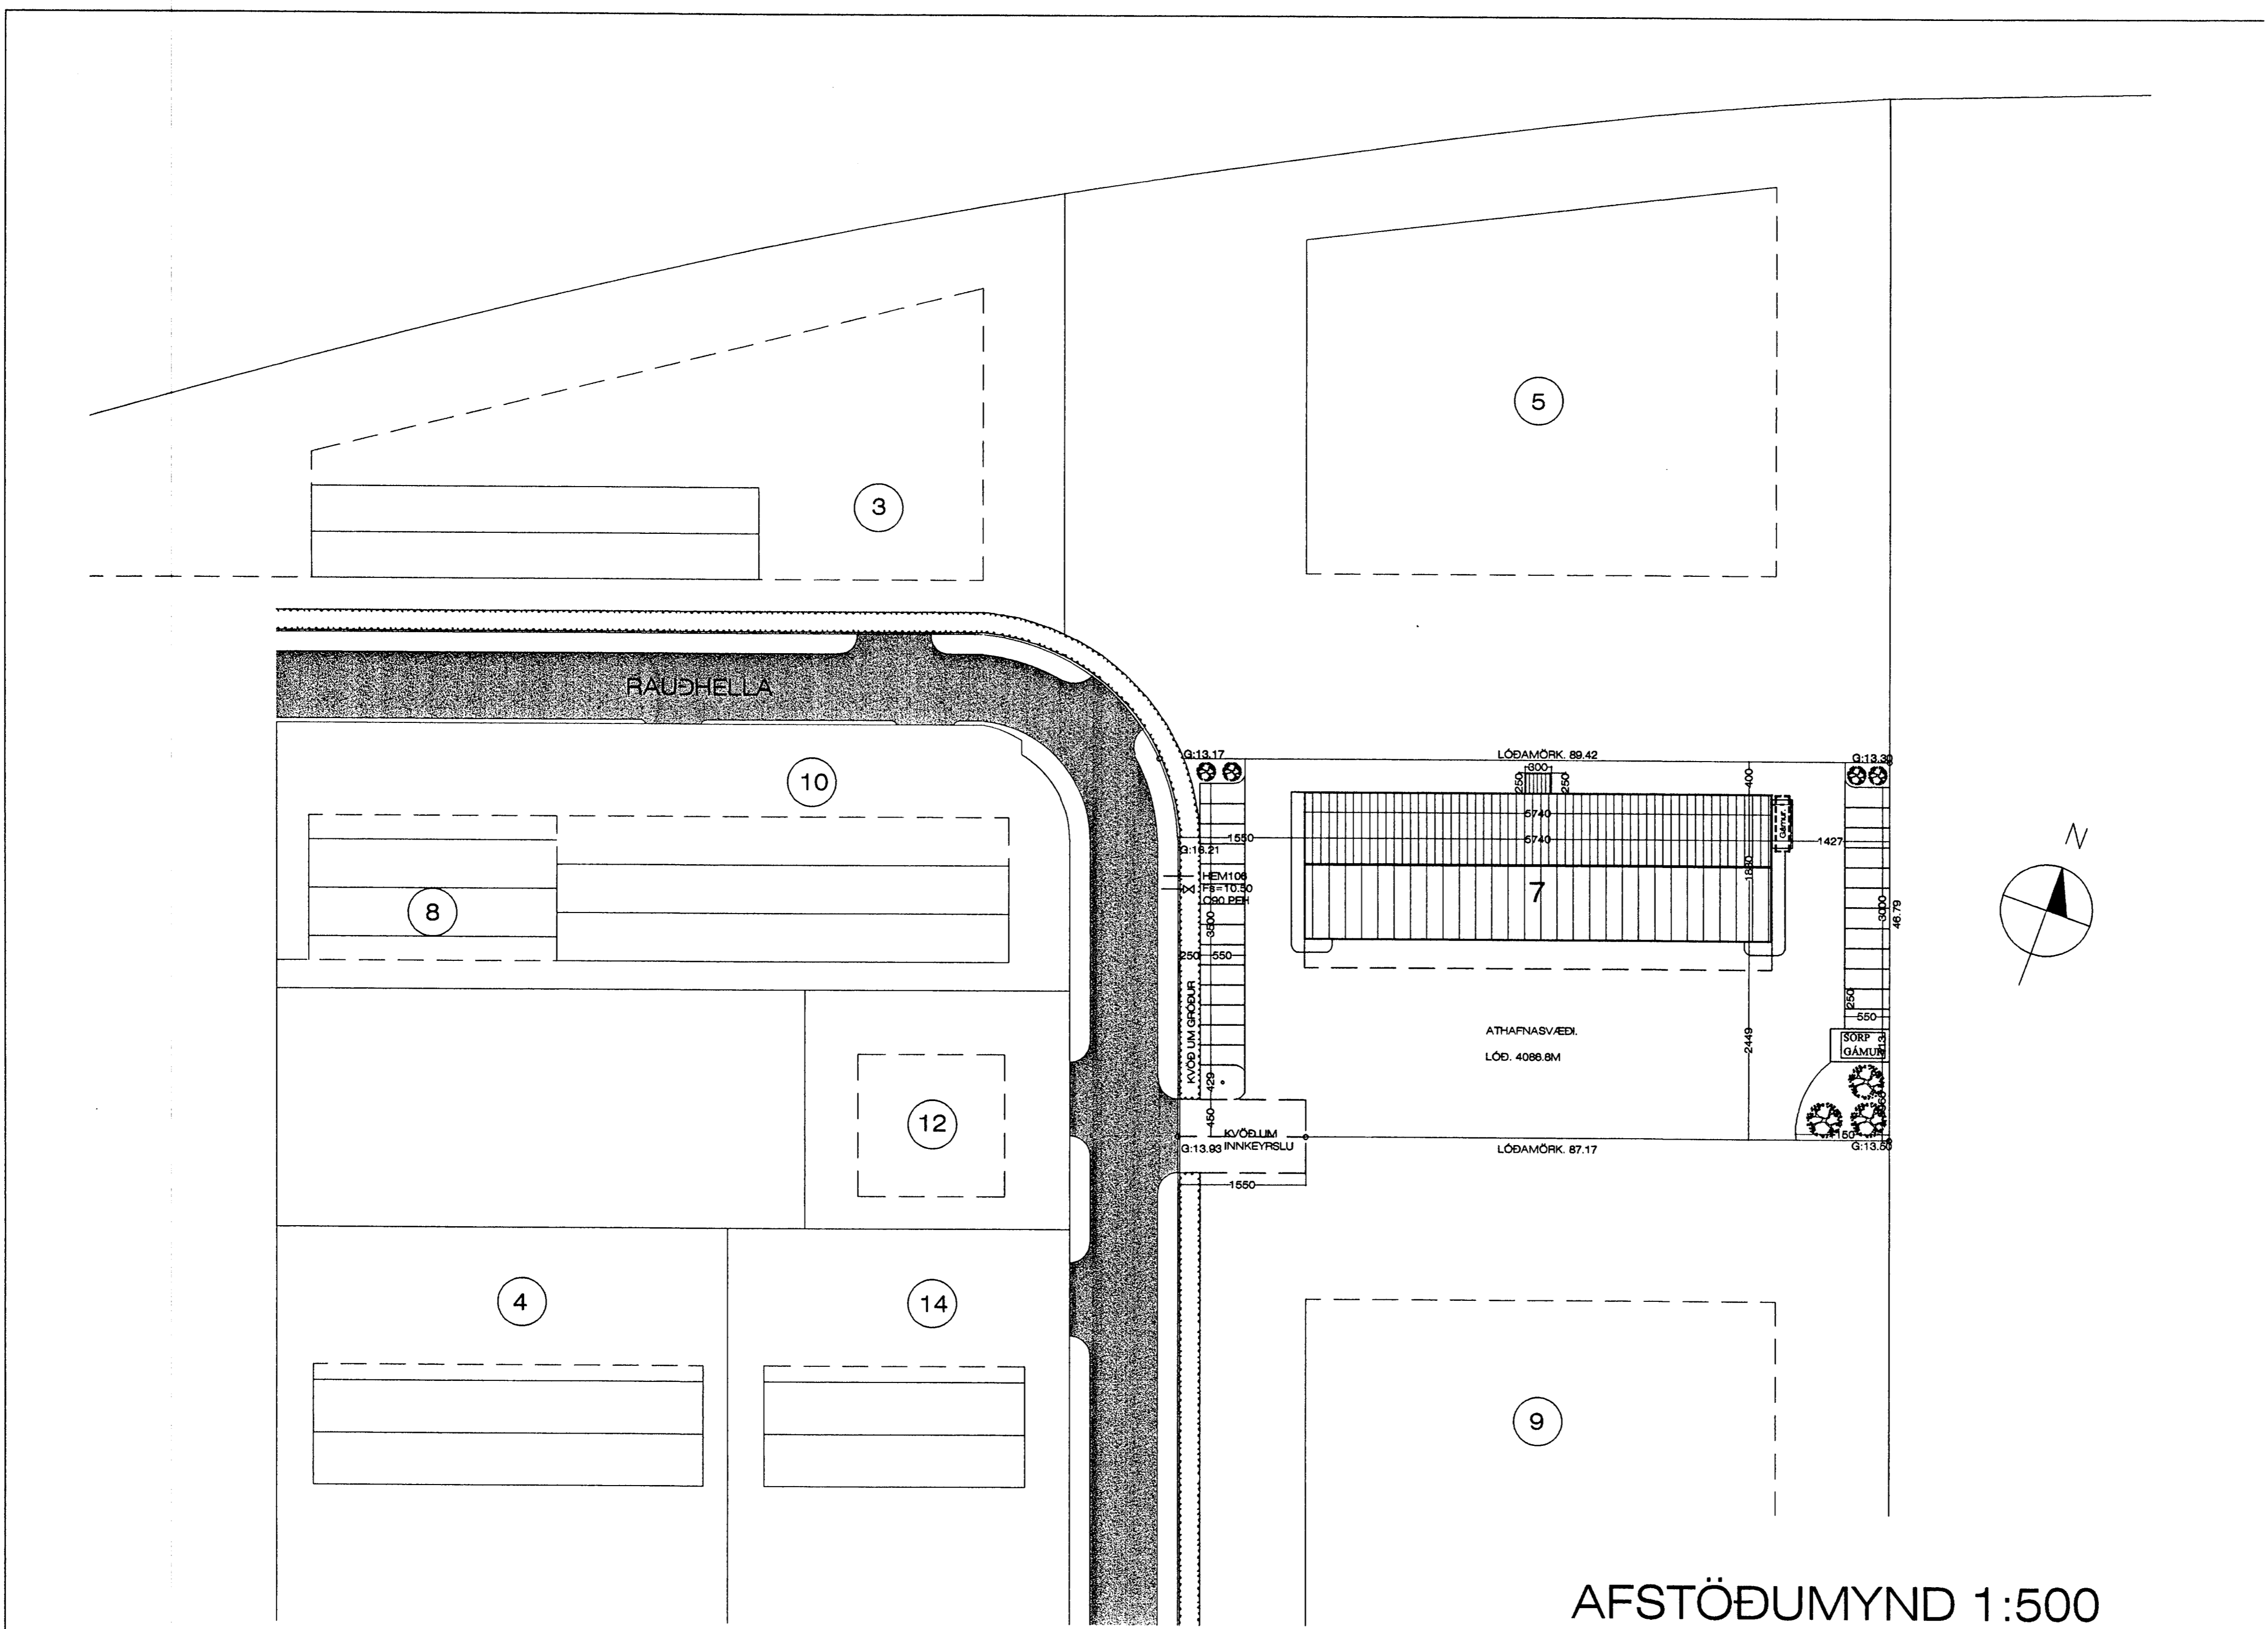 5
3
RAUÐHELLA
10
8
12
4
14
9
G:13.17
LÓÐAMÖRK. 89.42
G:13.39
300
250
250
400
5740
5740
Gámur.
1550
1427
G:16.21
1880
7
HEM106
Fs=10.50
3500
3000
46.79
250
550
KVÖÐ UM GRÓÐUR
ATHAFNASVÆÐI.
LÓÐ. 4086.8M
2449
250
550
SORP
GÁMUR
429
450
KVÖÐ UM
INNKEYRSLU
G:13.93
1550
LÓÐAMÖRK. 87.17
150
G:13.50
N
AFSTÖÐUMYND 1:500